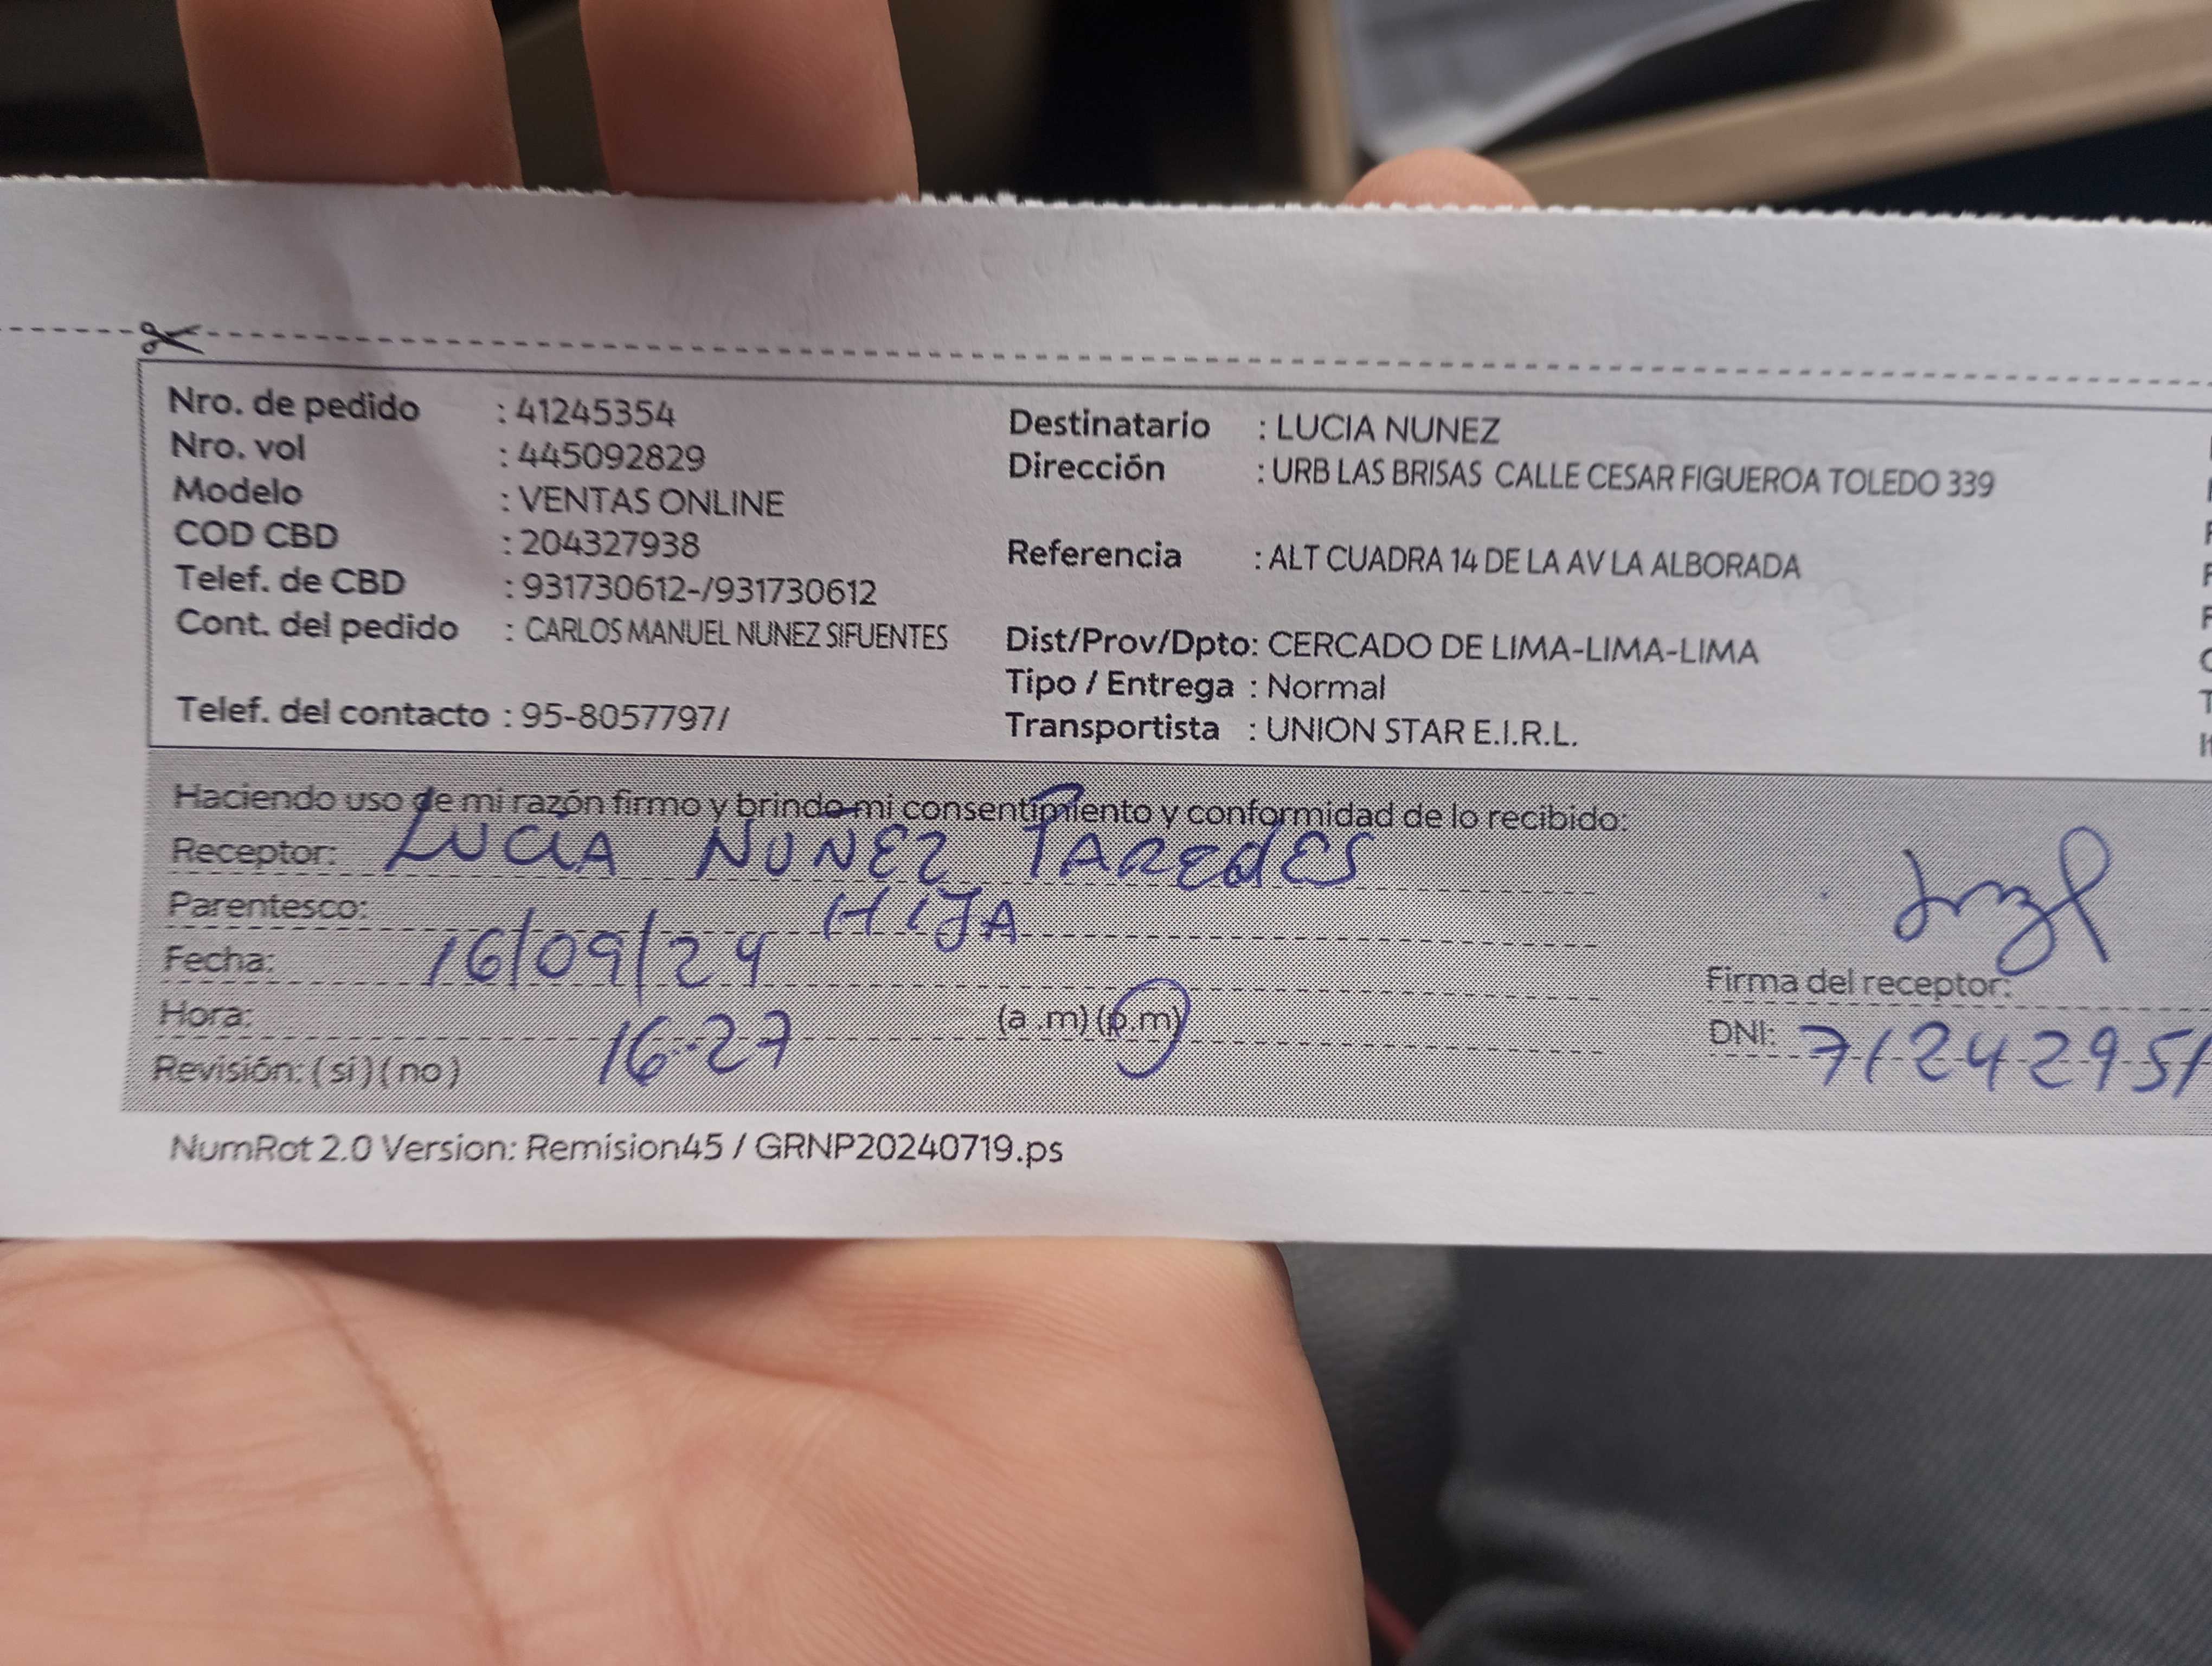 Nro. de pedido : 41245354
Nro. vol : 445092829
Modelo : VENTAS ONLINE
COD CBD : 204327938
Telef. de CBD : 931730612-/931730612
Cont. del pedido : CARLOS MANUEL NUNEZ SIFUENTES
Telef. del contacto : 95-8057797/
Destinatario : LUCIA NUNEZ
Dirección : URB LAS BRISAS CALLE CESAR FIGUEROA TOLEDO 339
Referencia : ALT CUADRA 14 DE LA AV LA ALBORADA
Dist/Prov/Dpto: CERCADO DE LIMA-LIMA-LIMA
Tipo / Entrega : Normal
Transportista : UNION STAR E.I.R.L.
Haciendo uso de mi razón firmo y brindo mi consentimiento y conformidad de lo recibido:
Receptor: LUCIA NUNEZ PAREDES
Parentesco: HIJA
Fecha: 16/09/24
Hora: 16:27 (a .m) (p.m)
Revisión: ( sí ) ( no )
Firma del receptor:
DNI: 71242951
NumRot 2.0 Version: Remision45 / GRNP20240719.ps